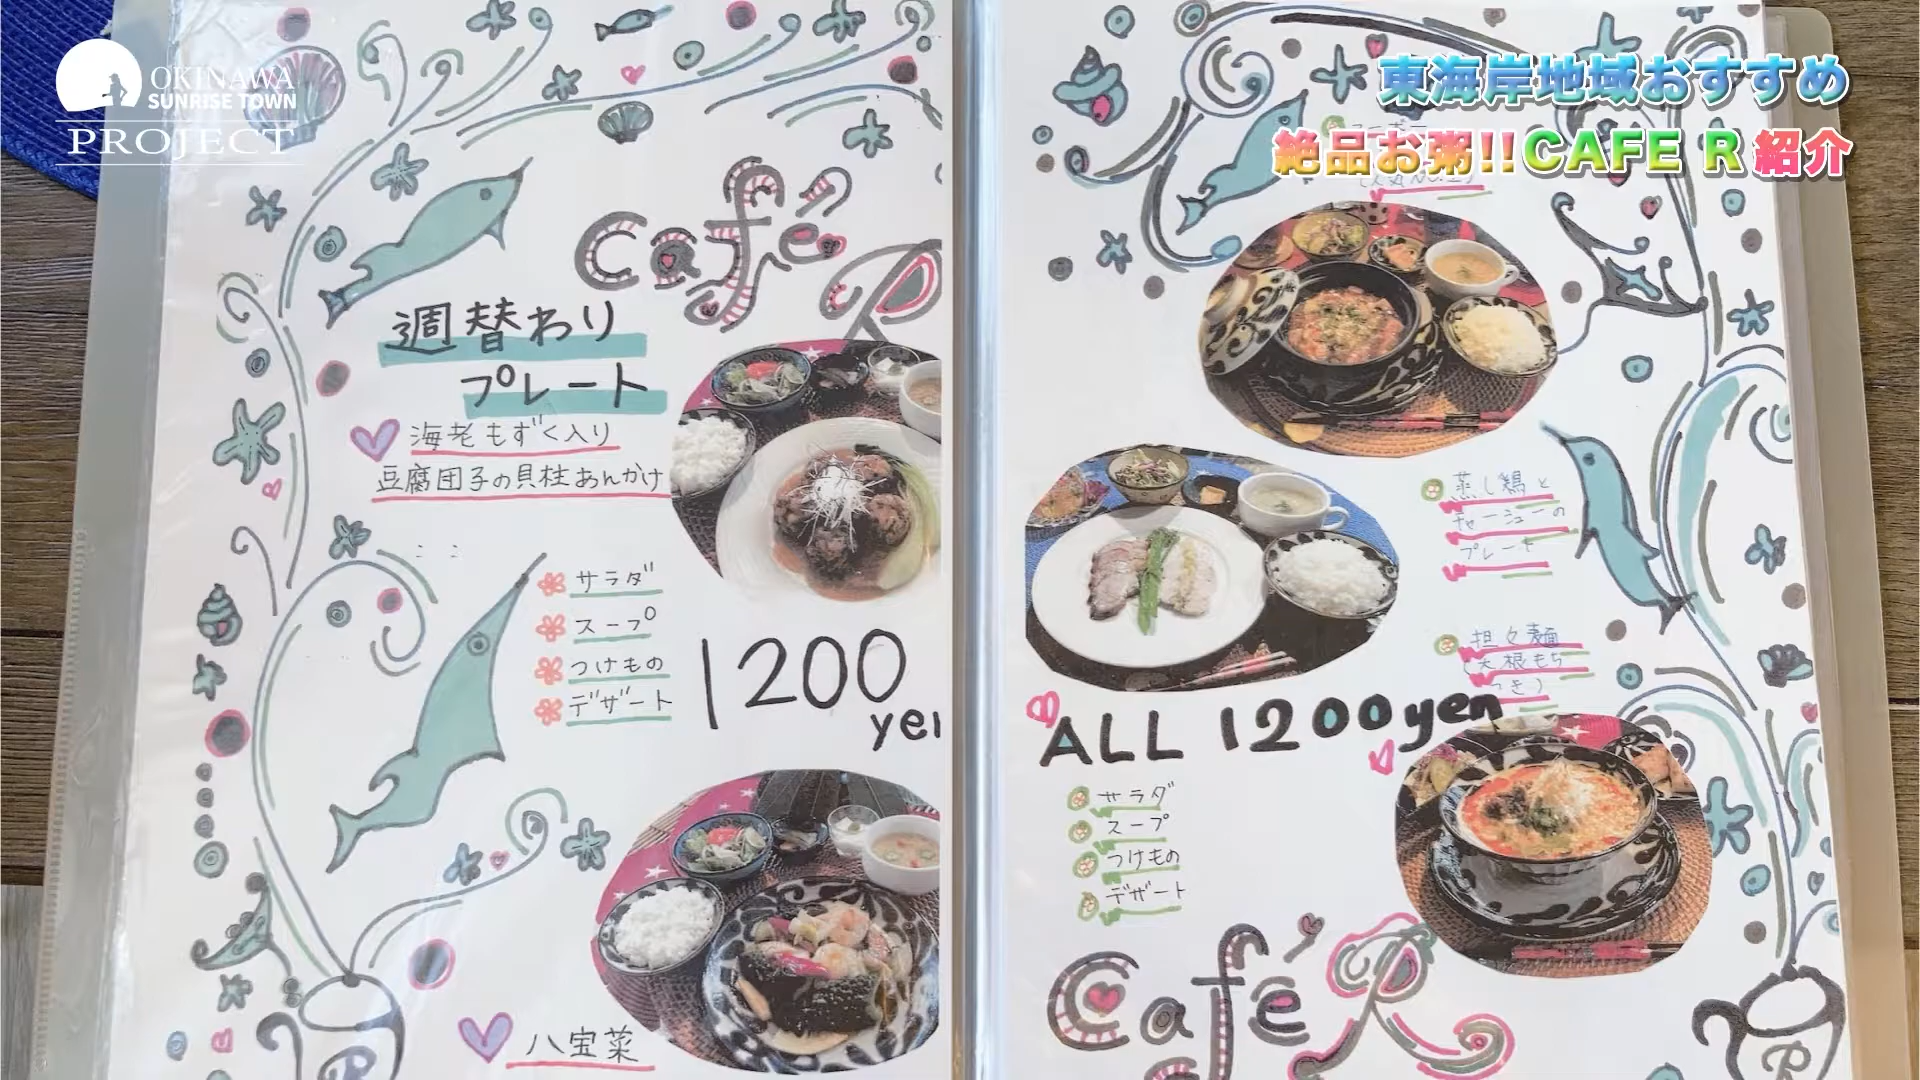 OKINAWA
SUNRISE TOWN
PROJECT
東海岸地域おすすめ
絶品お粥!!CAFE R 紹介
Café R
週替わり
プレート
海老もずく入り
豆腐団子の貝柱あんかけ
サラダ
スープ
つけもの
デザート
1200
yen
八宝菜
蒸し鶏と
チャーシューの
プレート
担々麺
(大根もち
つき)
ALL 1200yen
サラダ
スープ
つけもの
デザート
Café R
R
R